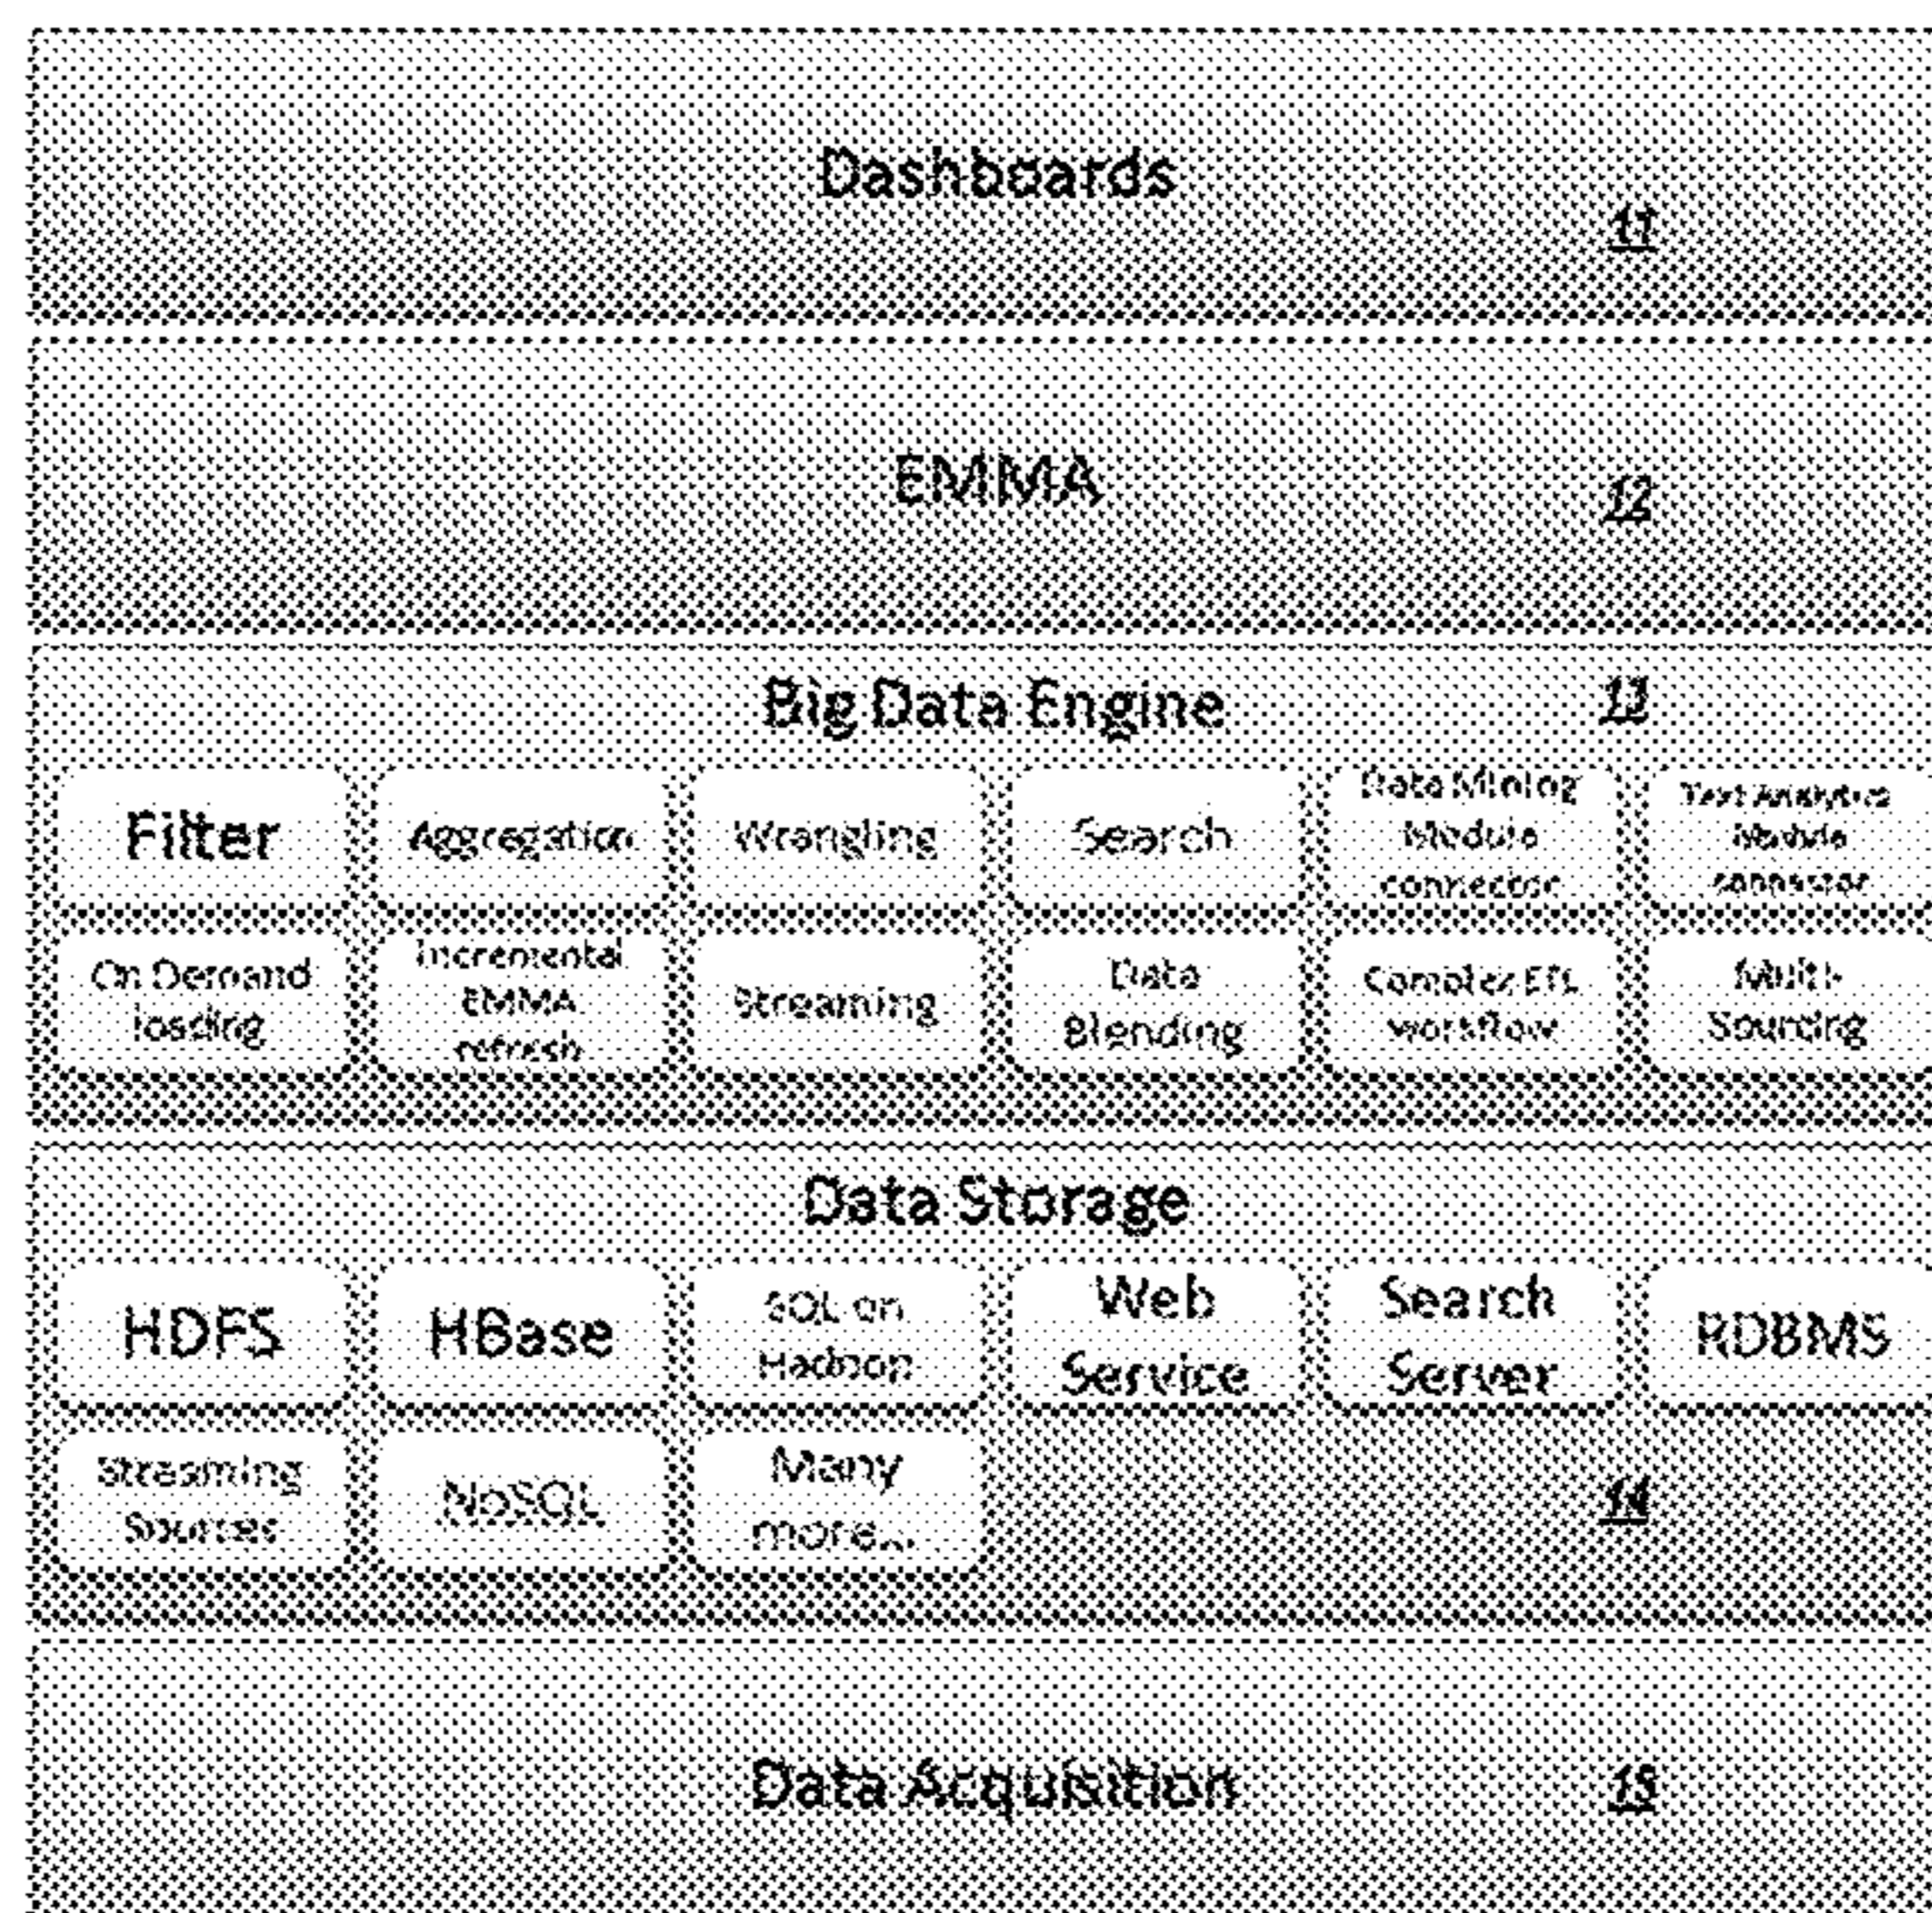 Dashboards
11
EMMA
12
Big Data Engine
13
Filter
Aggregation
Wrangling
Search
Data Mining
Module
connector
Text Analytics
Module
connector
On Demand
loading
Incremental
EMMA
refresh
Streaming
Data
Blending
Complex ETL
workflow
Multi-
Sourcing
Data Storage
HDFS
HBase
SQL on
Hadoop
Web
Service
Search
Server
RDBMS
Streaming
Sources
NoSQL
Many
more...
14
Data Acquisition
15